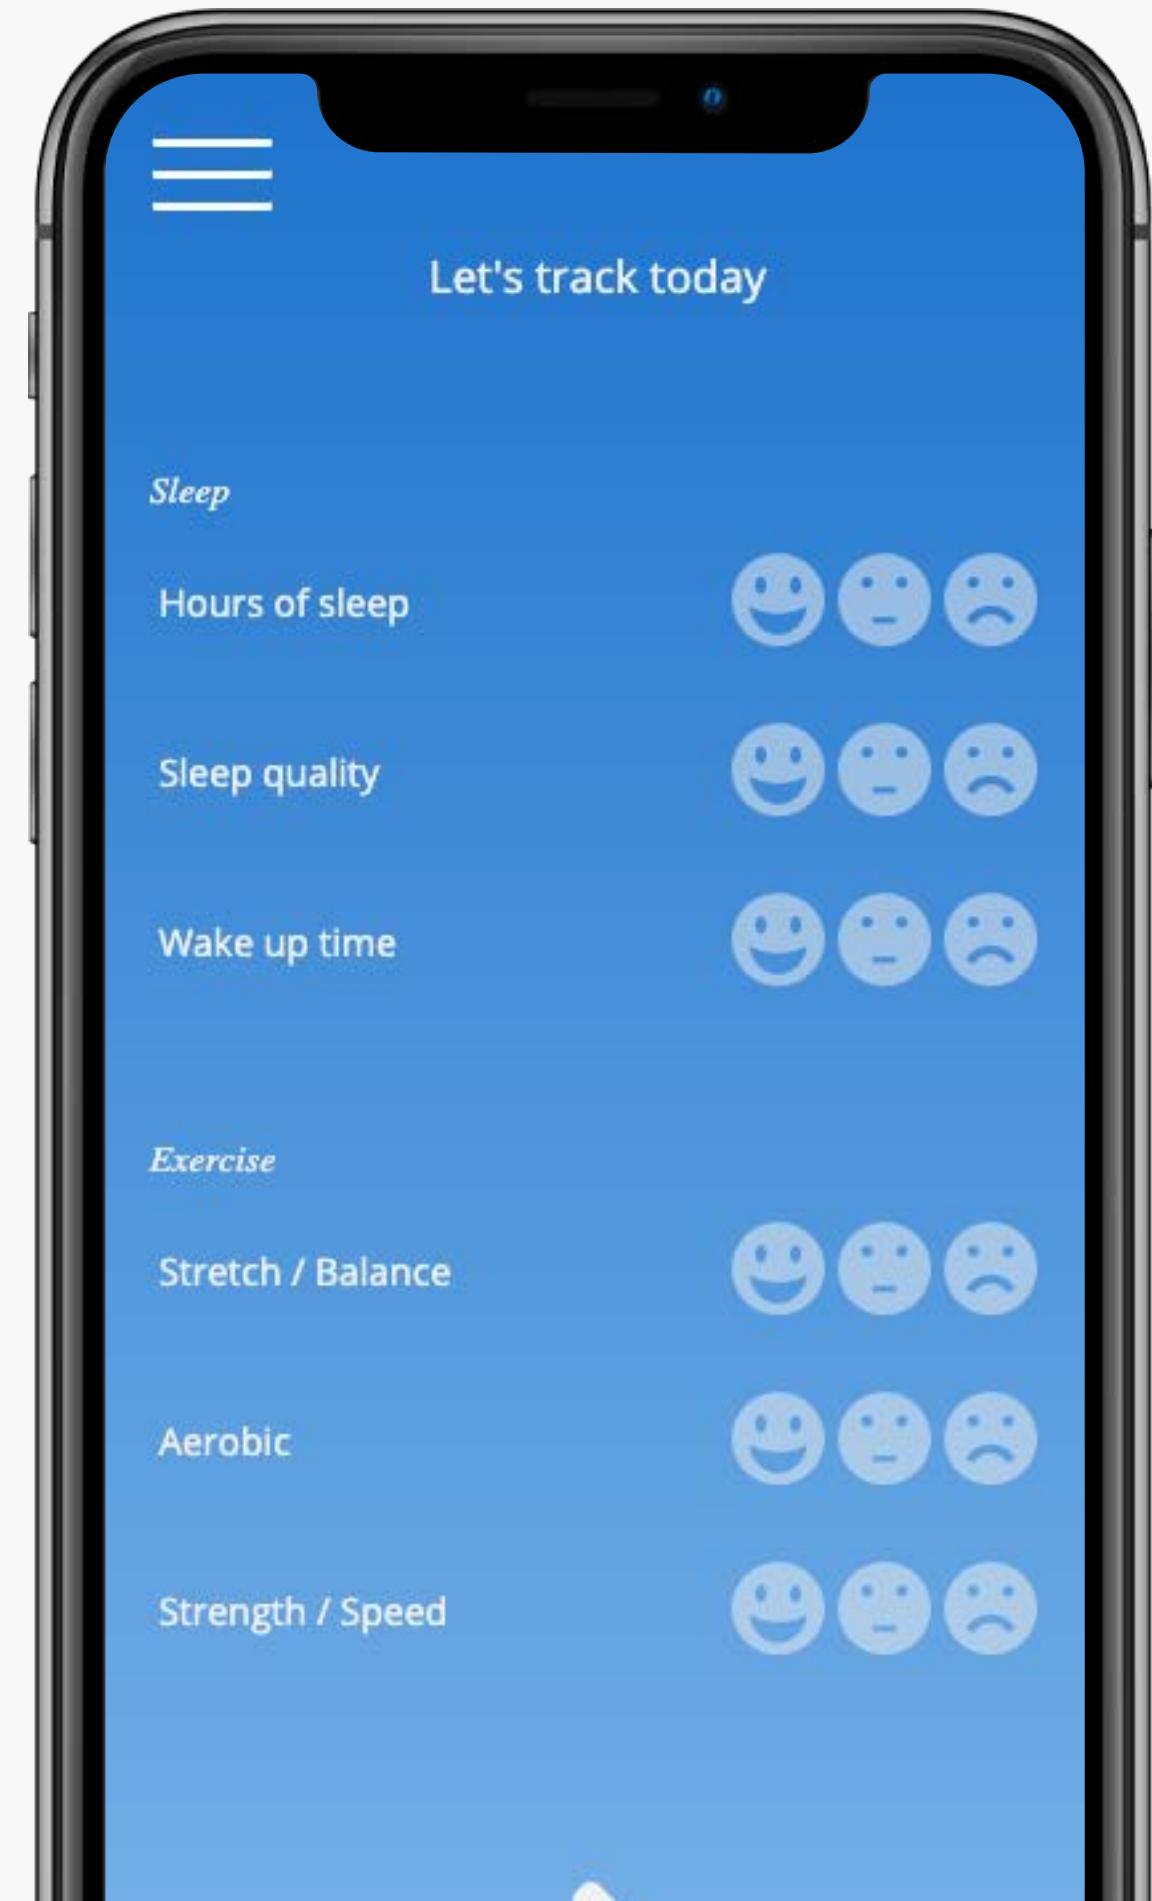 Let's track today
Sleep
Hours of sleep
Sleep quality
Wake up time
Exercise
Stretch / Balance
Aerobic
Strength / Speed